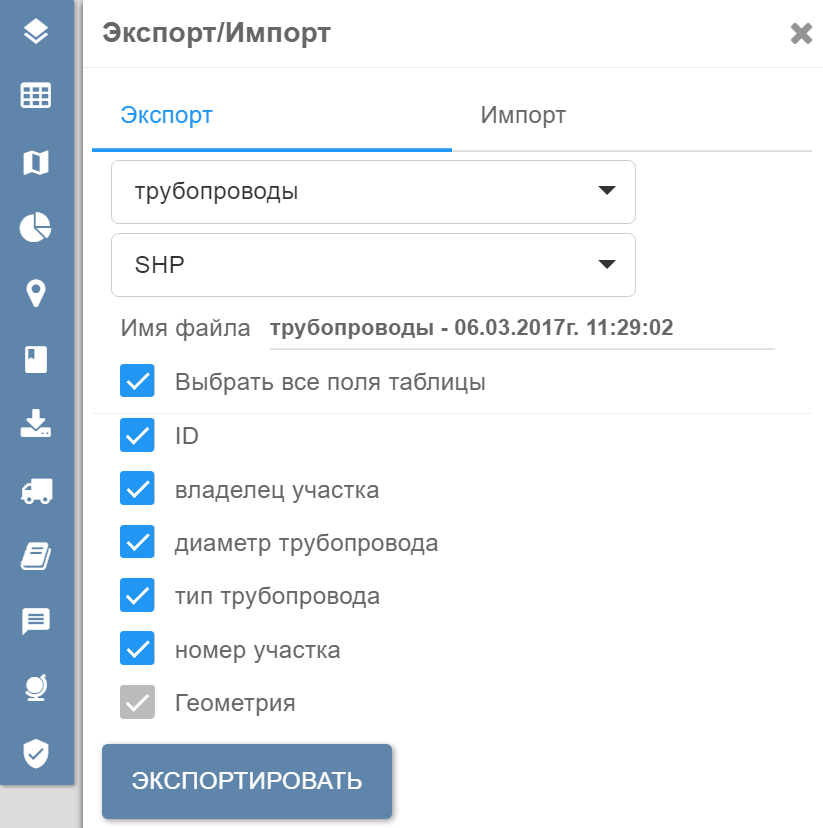 Экспорт/Импорт
Экспорт Импорт
трубопроводы
SHP
Имя файла трубопроводы - 06.03.2017г. 11:29:02
Выбрать все поля таблицы
ID
владелец участка
диаметр трубопровода
тип трубопровода
номер участка
Геометрия
ЭКСПОРТИРОВАТЬ